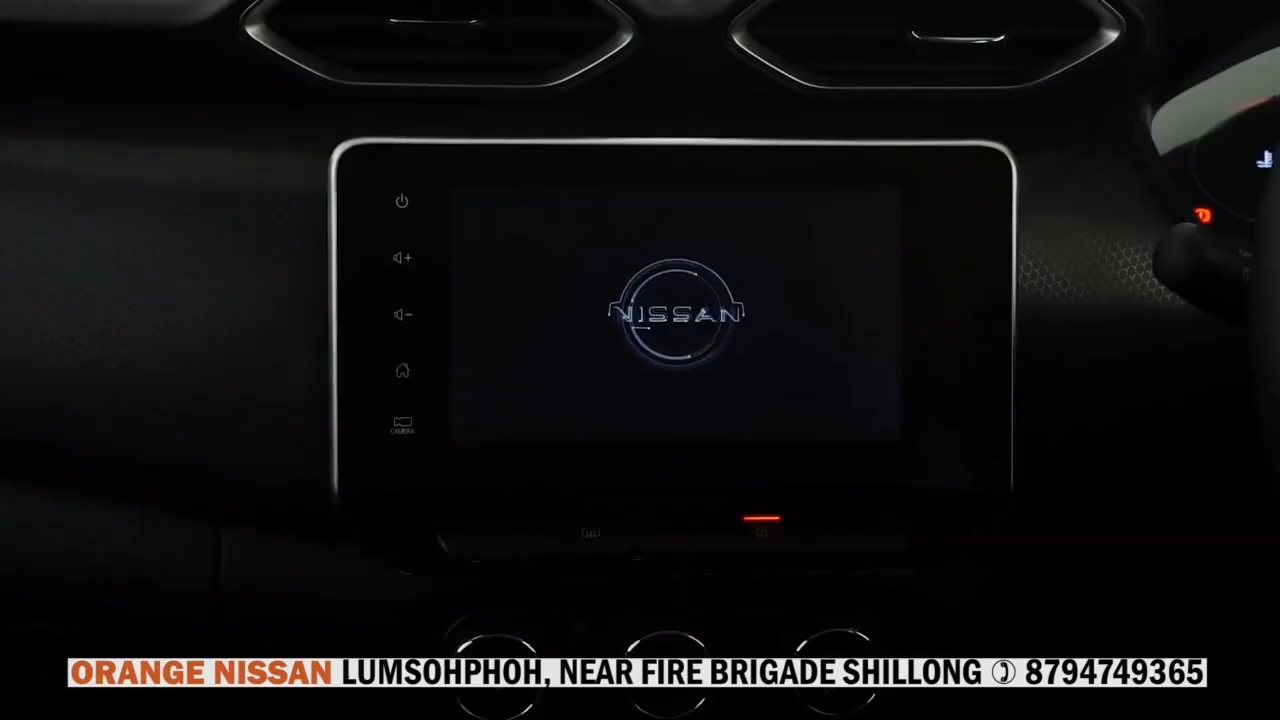 NISSAN
CAMERA
ORANGE NISSAN LUMSOHPHOH, NEAR FIRE BRIGADE SHILLONG ✆ 8794749365